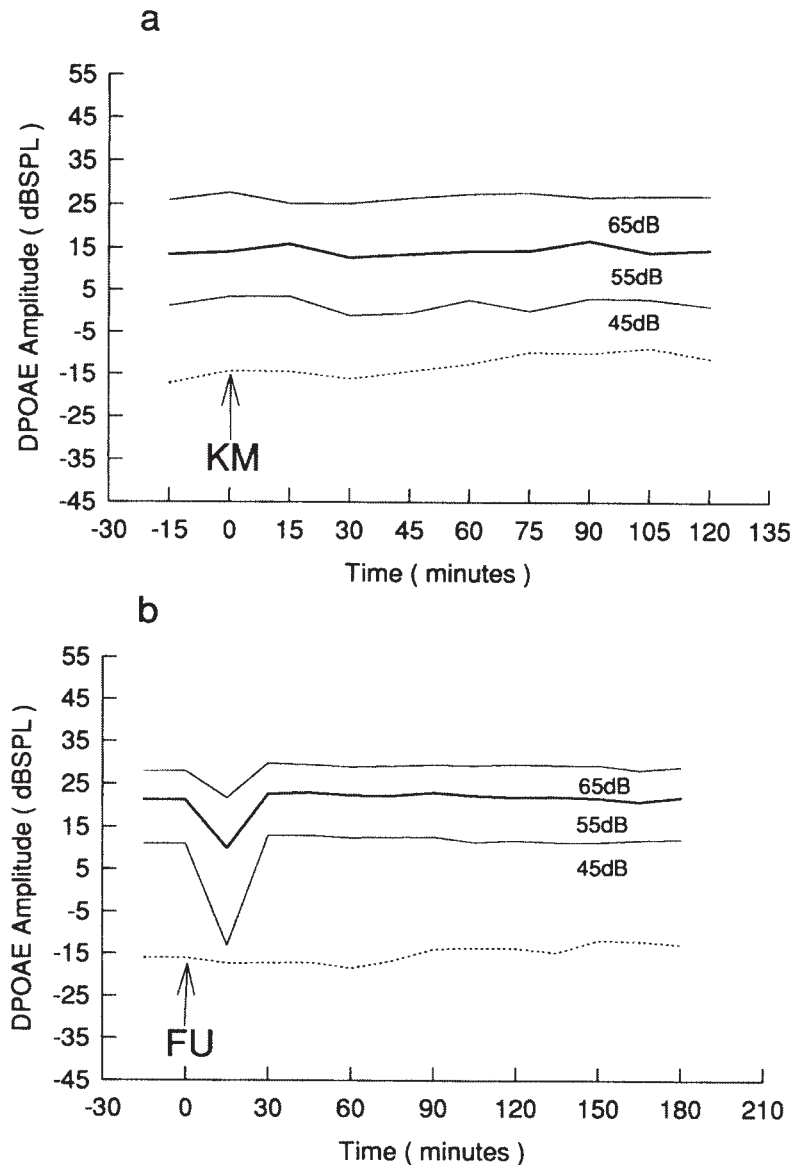 a
DPOAE Amplitude ( dBSPL )
55
45
35
25
15
5
-5
-15
-25
-35
-45
65dB
55dB
45dB
KM
-30 -15 0 15 30 45 60 75 90 105 120 135
Time ( minutes )
b
DPOAE Amplitude ( dBSPL )
55
45
35
25
15
5
-5
-15
-25
-35
-45
65dB
55dB
45dB
FU
-30 0 30 60 90 120 150 180 210
Time ( minutes )